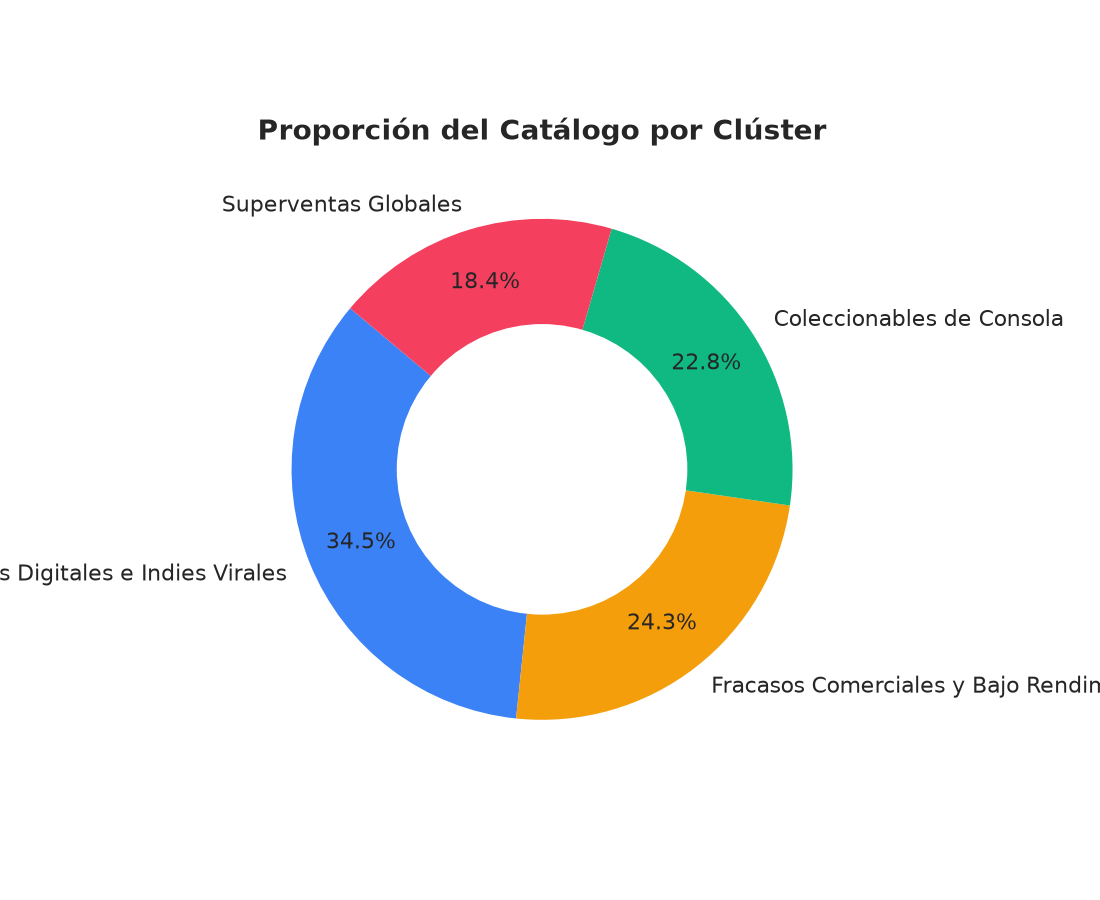 Proporción del Catálogo por Clúster
Superventas Globales
18.4%
Coleccionables de Consola
22.8%
34.5%
s Digitales e Indies Virales
24.3%
Fracasos Comerciales y Bajo